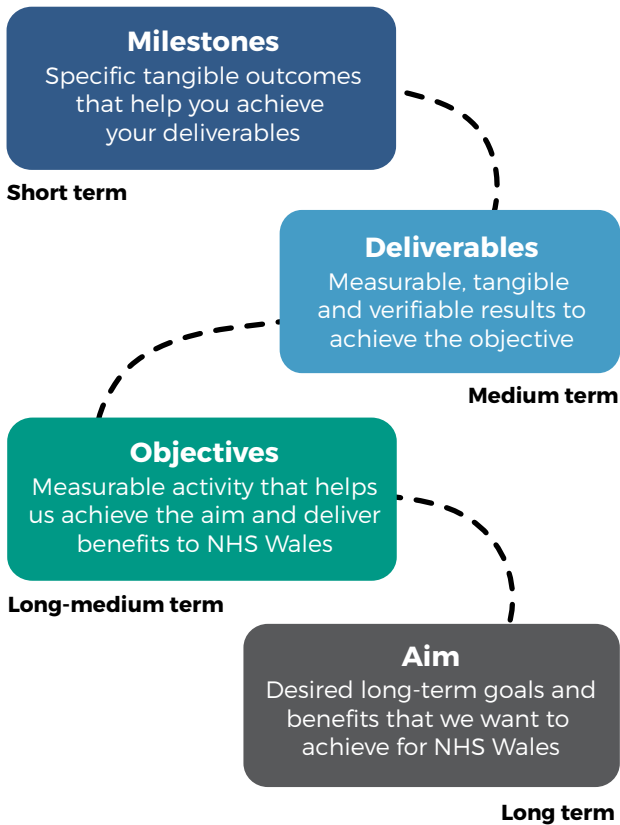 Milestones
Specific tangible outcomes
that help you achieve
your deliverables
Short term
Deliverables
Measurable, tangible
and verifiable results to
achieve the objective
Medium term
Objectives
Measurable activity that helps
us achieve the aim and deliver
benefits to NHS Wales
Long-medium term
Aim
Desired long-term goals and
benefits that we want to
achieve for NHS Wales
Long term